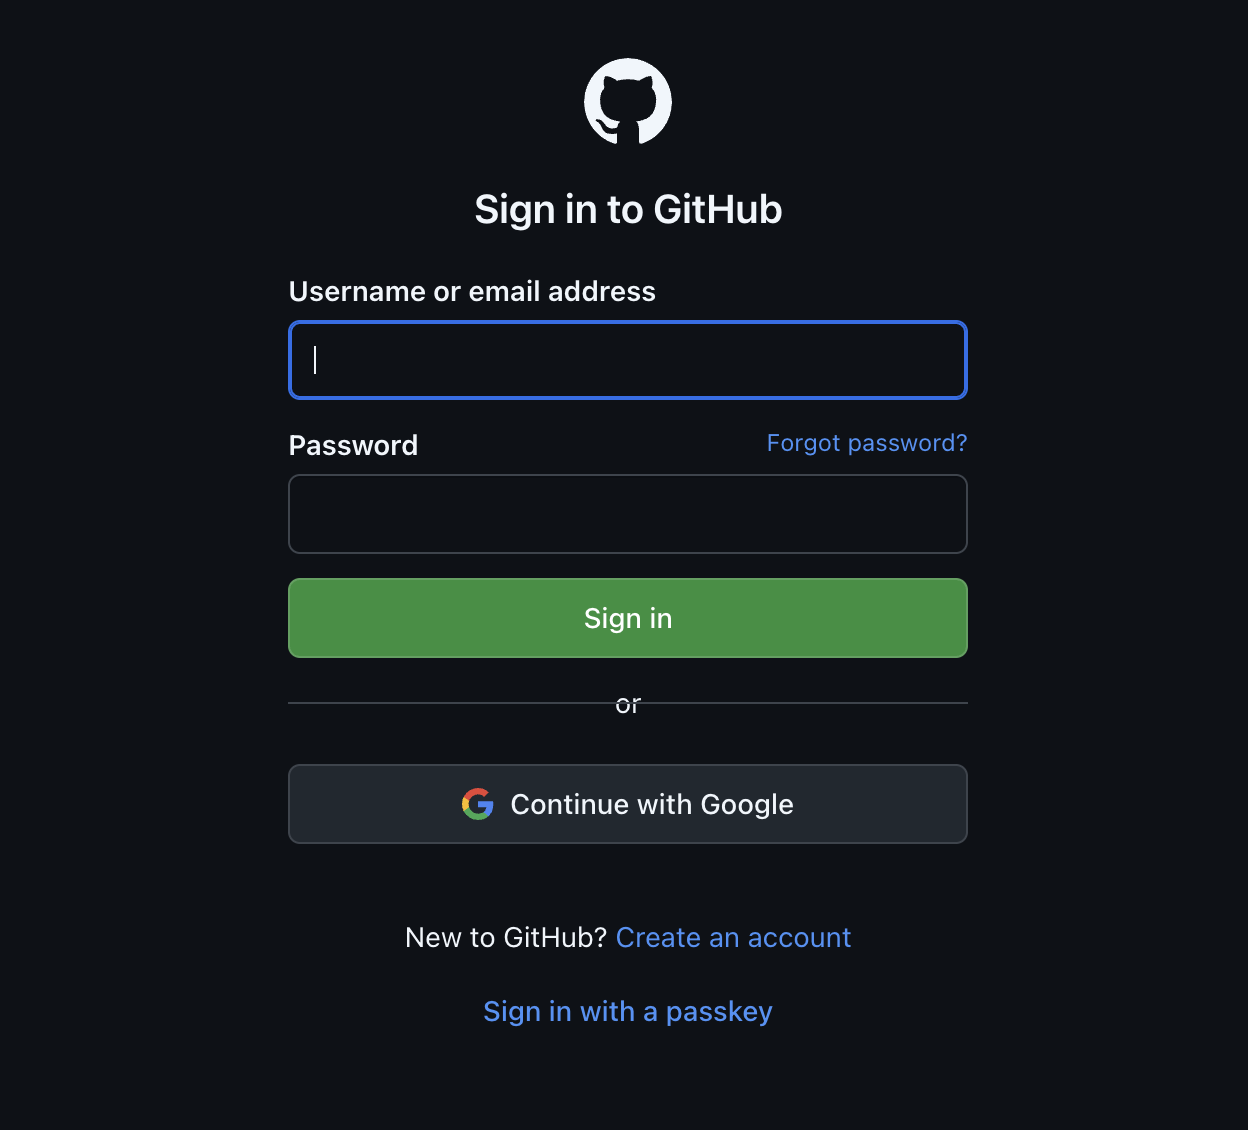 Sign in to GitHub
Username or email address
Password
Forgot password?
Sign in
or
Continue with Google
New to GitHub? Create an account
Sign in with a passkey